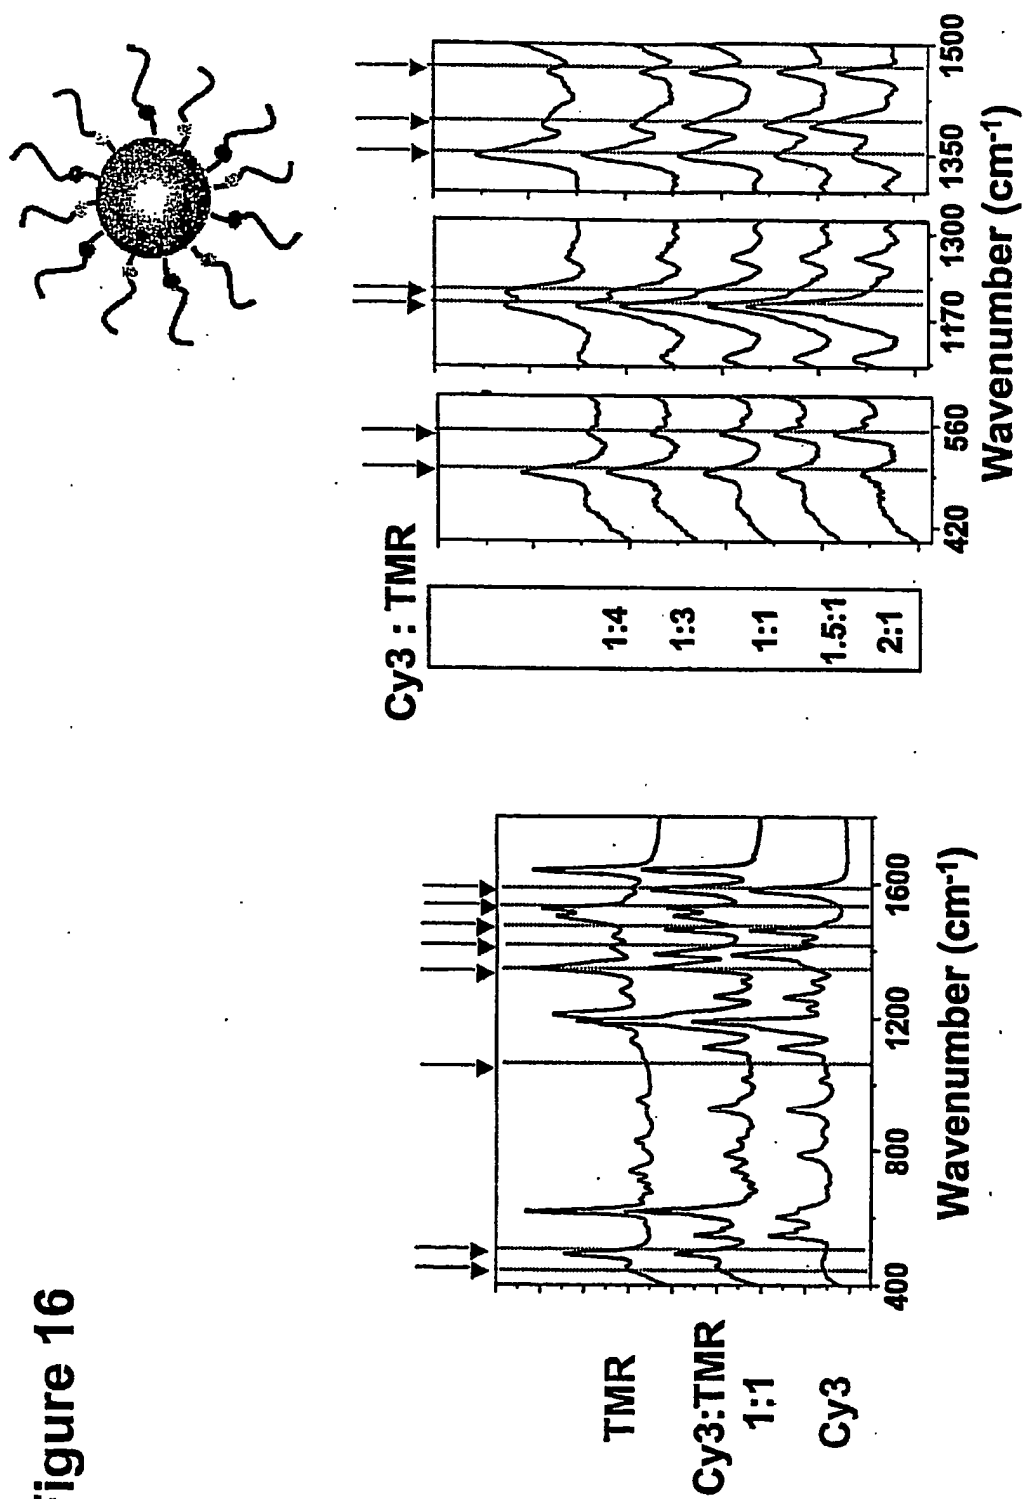 Figure 16
TMR
Cy3:TMR
1:1
Cy3
400
800
1200
1600
Wavenumber (cm-1)
Cy3 : TMR
1:4
1:3
1:1
1.5:1
2:1
420
560
1170
1300
1350
1500
Wavenumber (cm-1)